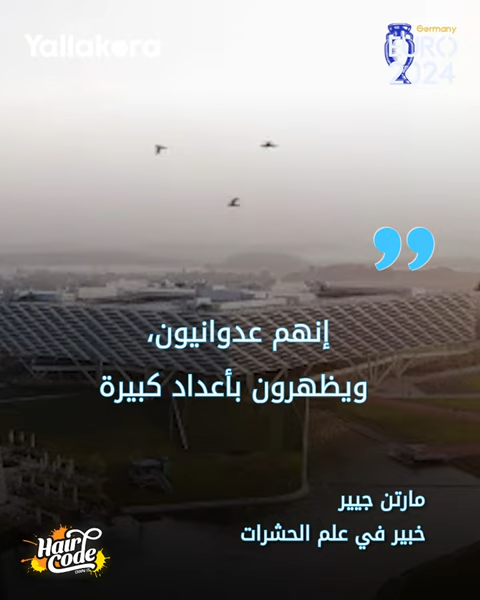 Yallakora
Germany
EURO
2024
إنهم عدوانيون،
ويظهرون بأعداد كبيرة
مارتن جيير
خبير في علم الحشرات
Hair
Code